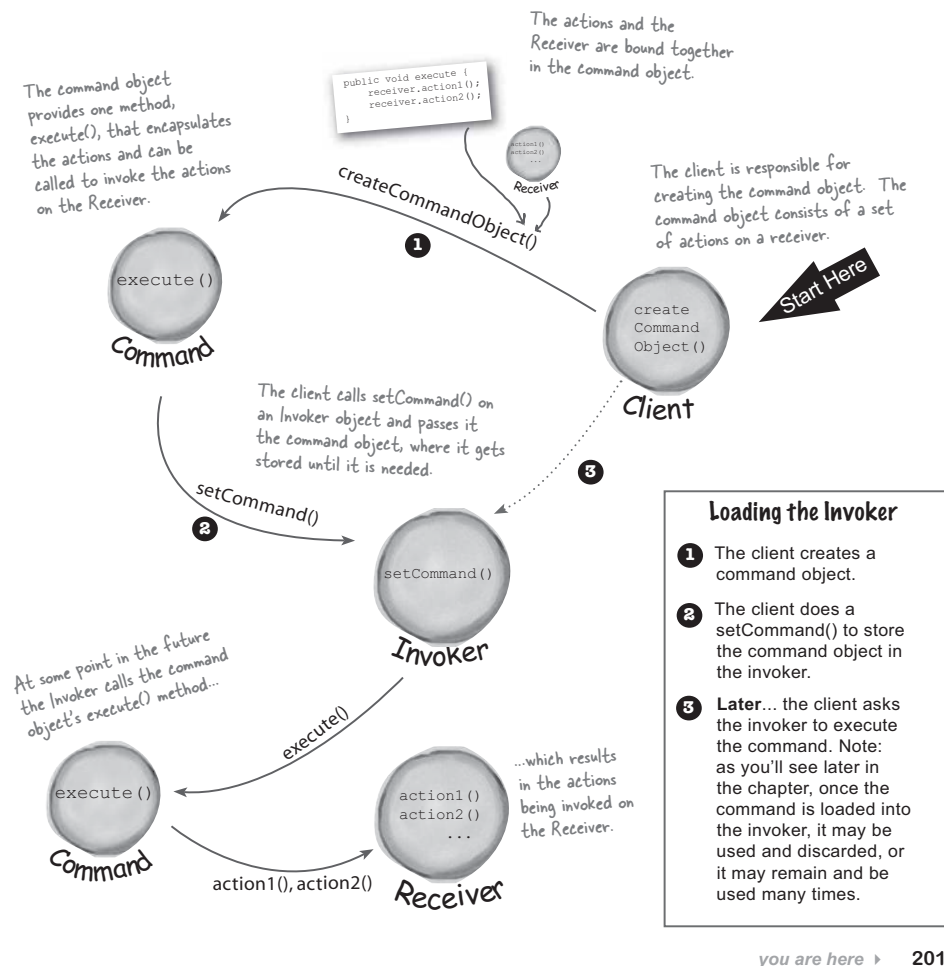 The actions and the
Receiver are bound together
in the command object.
public void execute {
receiver.action1();
receiver.action2();
}
The command object
provides one method,
execute(), that encapsulates
the actions and can be
called to invoke the actions
on the Receiver.
action1()
action2()
...
Receiver
createCommandObject()
1
The client is responsible for
creating the command object. The
command object consists of a set
of actions on a receiver.
Start Here
execute()
Command
create
Command
Object()
Client
The client calls setCommand() on
an Invoker object and passes it
the command object, where it gets
stored until it is needed.
3
setCommand()
2
setCommand()
Invoker
At some point in the future
the Invoker calls the command
object's execute() method...
execute()
execute()
Command
action1(), action2()
action1()
action2()
...
Receiver
...which results
in the actions
being invoked on
the Receiver.
Loading the Invoker
1 The client creates a
command object.
2 The client does a
setCommand() to store
the command object in
the invoker.
3 Later... the client asks
the invoker to execute
the command. Note:
as you'll see later in
the chapter, once the
command is loaded into
the invoker, it may be
used and discarded, or
it may remain and be
used many times.
you are here ▸ 201